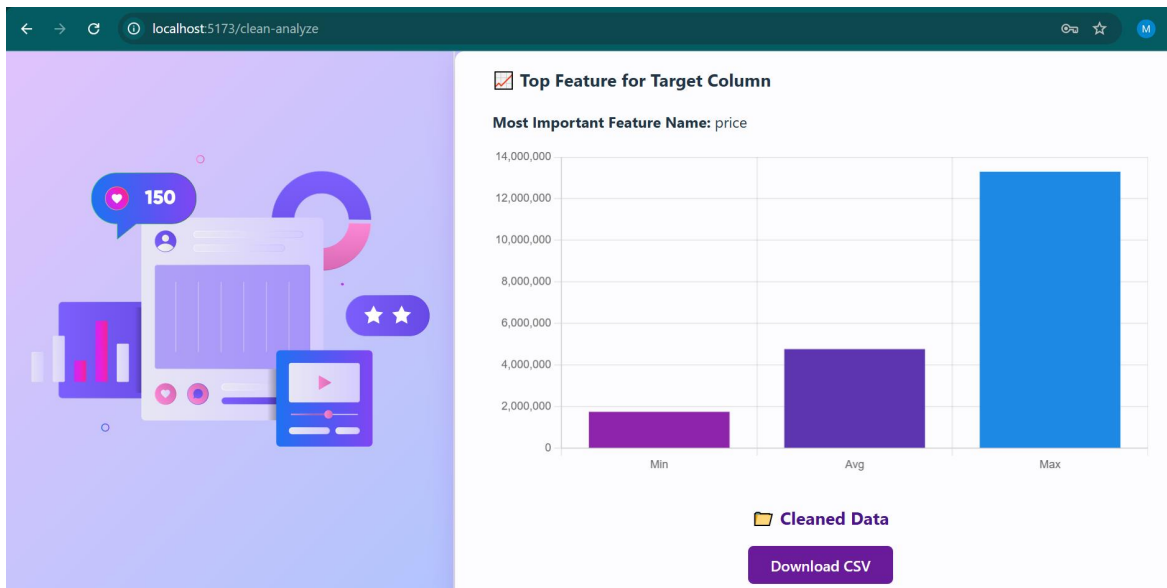 localhost:5173/clean-analyze
M
150
📈 Top Feature for Target Column
Most Important Feature Name: price
14,000,000
12,000,000
10,000,000
8,000,000
6,000,000
4,000,000
2,000,000
0
Min Avg Max
📁 Cleaned Data
Download CSV